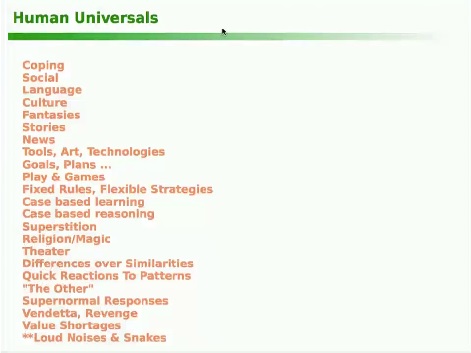 Human Universals
Coping
Social
Language
Culture
Fantasies
Stories
News
Tools, Art, Technologies
Goals, Plans ...
Play & Games
Fixed Rules, Flexible Strategies
Case based learning
Case based reasoning
Superstition
Religion/Magic
Theater
Differences over Similarities
Quick Reactions To Patterns
"The Other"
Supernormal Responses
Vendetta, Revenge
Value Shortages
**Loud Noises & Snakes